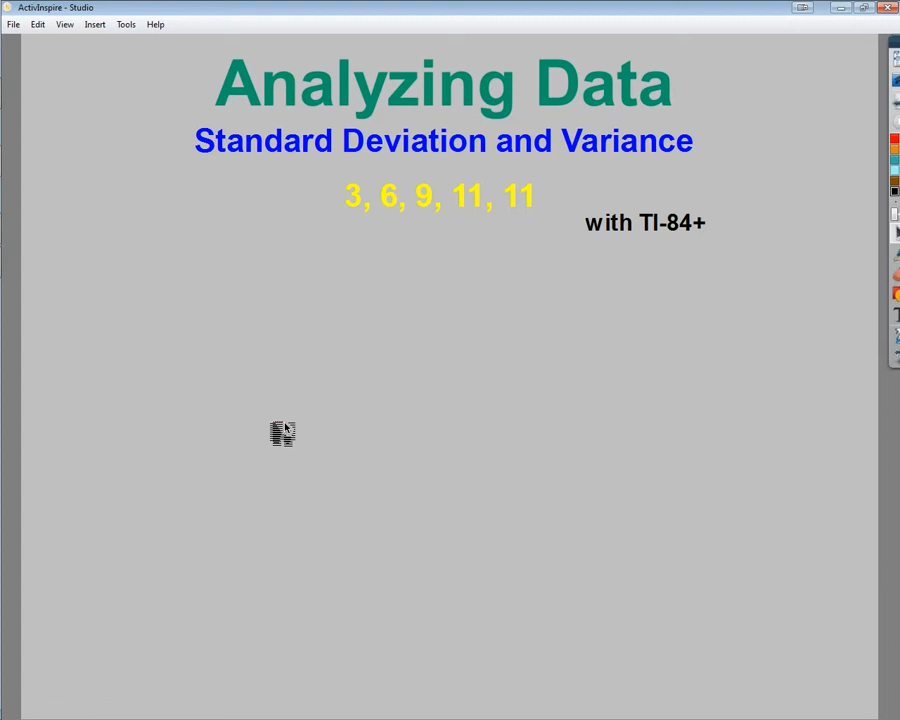 ActivInspire - Studio
File Edit View Insert Tools Help
Analyzing Data
Standard Deviation and Variance
3, 6, 9, 11, 11
with TI-84+